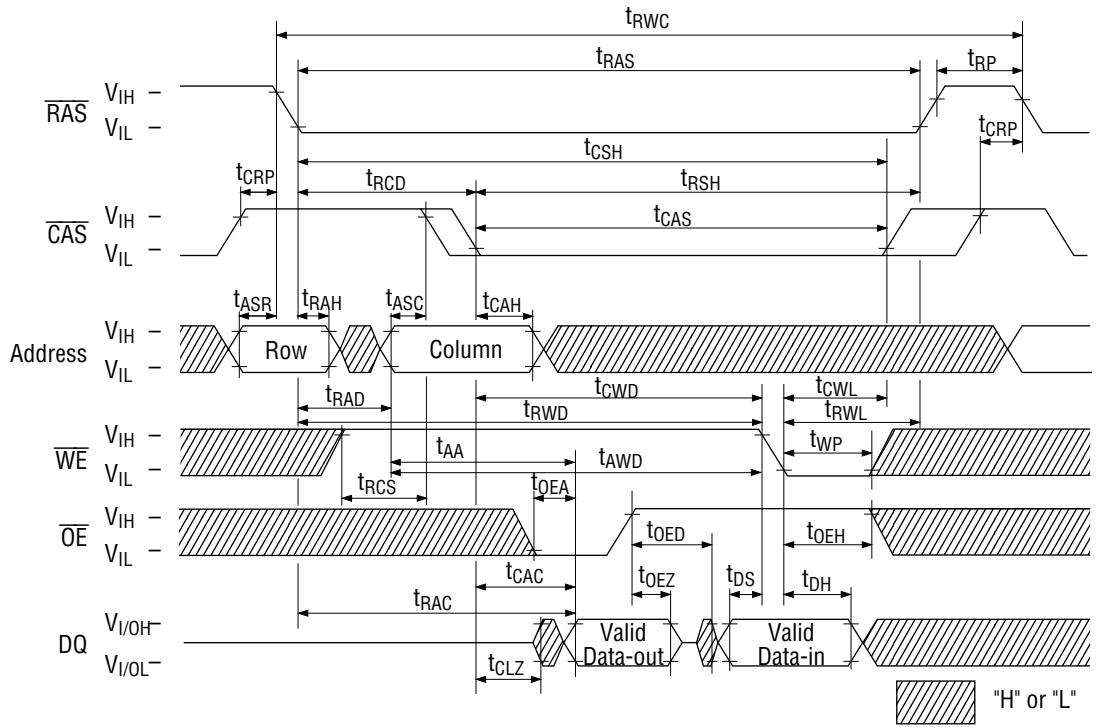 tRWC
tRAS
tRP
RAS
VIH
VIL
tCRP
tCSH
tCRP
tRCD
tRSH
CAS
VIH
VIL
tCAS
tASR
tRAH
tASC
tCAH
Address
VIH
VIL
Row
Column
tRAD
tCWD
tCWL
tRWD
tRWL
WE
VIH
VIL
tAA
tAWD
tWP
tRCS
tOEA
OE
VIH
VIL
tOED
tOEH
tCAC
tOEZ
tDS
tDH
tRAC
DQ
VI/OH
VI/OL
Valid
Data-out
Valid
Data-in
tCLZ
"H" or "L"